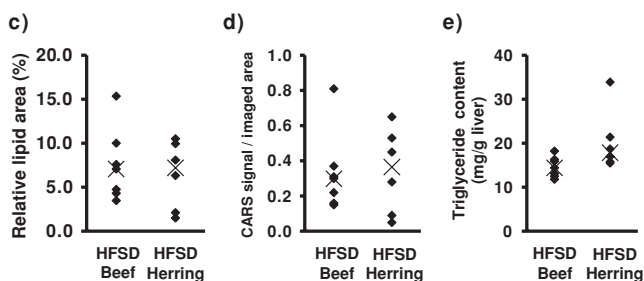 c)
Relative lipid area (%)
20.0
15.0
10.0
5.0
0.0
HFSD
Beef
HFSD
Herring
d)
CARS signal / imaged area
1.0
0.8
0.6
0.4
0.2
0.0
HFSD
Beef
HFSD
Herring
e)
Triglyceride content
(mg/g liver)
40
30
20
10
0
HFSD
Beef
HFSD
Herring